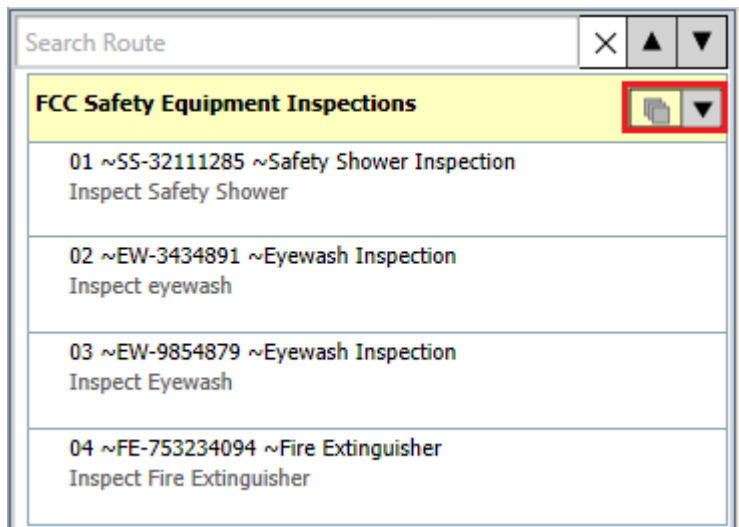 Search Route
FCC Safety Equipment Inspections
01 ~SS-32111285 ~Safety Shower Inspection
Inspect Safety Shower
02 ~EW-3434891 ~Eyewash Inspection
Inspect eyewash
03 ~EW-9854879 ~Eyewash Inspection
Inspect Eyewash
04 ~FE-753234094 ~Fire Extinguisher
Inspect Fire Extinguisher